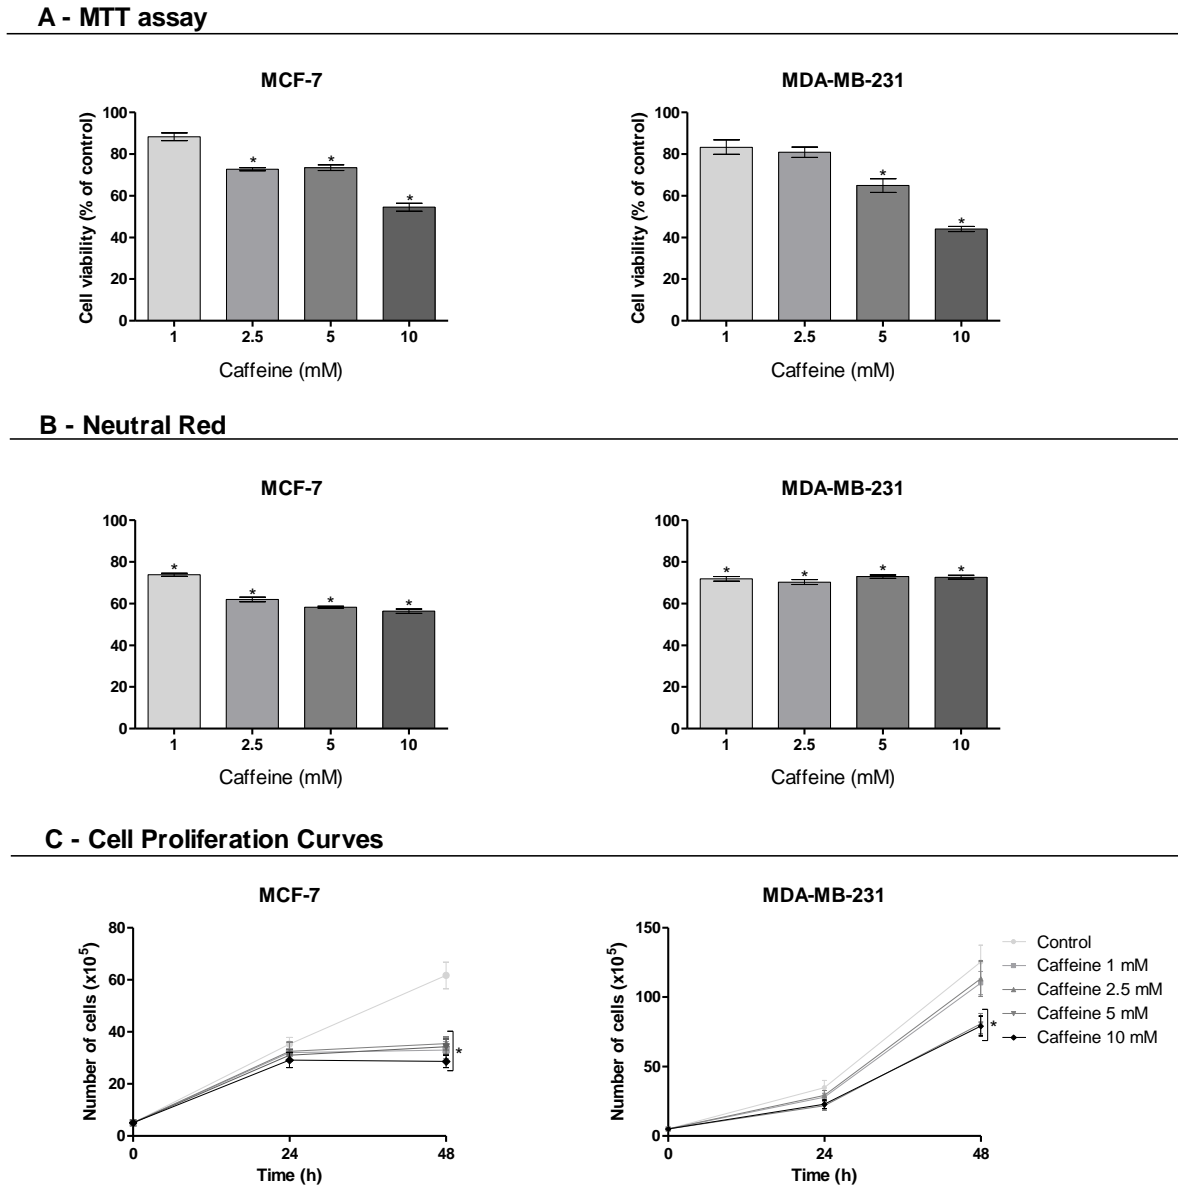 A - MTT assay
MCF-7
MDA-MB-231
Cell viability (% of control)
100
80
60
40
20
0
*
*
*
1 2.5 5 10
Caffeine (mM)
Cell viability (% of control)
100
80
60
40
20
0
*
*
1 2.5 5 10
Caffeine (mM)
B - Neutral Red
MCF-7
MDA-MB-231
100
80
60
40
20
0
*
*
*
*
1 2.5 5 10
Caffeine (mM)
100
80
60
40
20
0
*
*
*
*
1 2.5 5 10
Caffeine (mM)
C - Cell Proliferation Curves
MCF-7
MDA-MB-231
Number of cells (x10⁵)
80
60
40
20
0
*
0 24 48
Time (h)
Number of cells (x10⁵)
150
100
50
0
*
0 24 48
Time (h)
Control
Caffeine 1 mM
Caffeine 2.5 mM
Caffeine 5 mM
Caffeine 10 mM